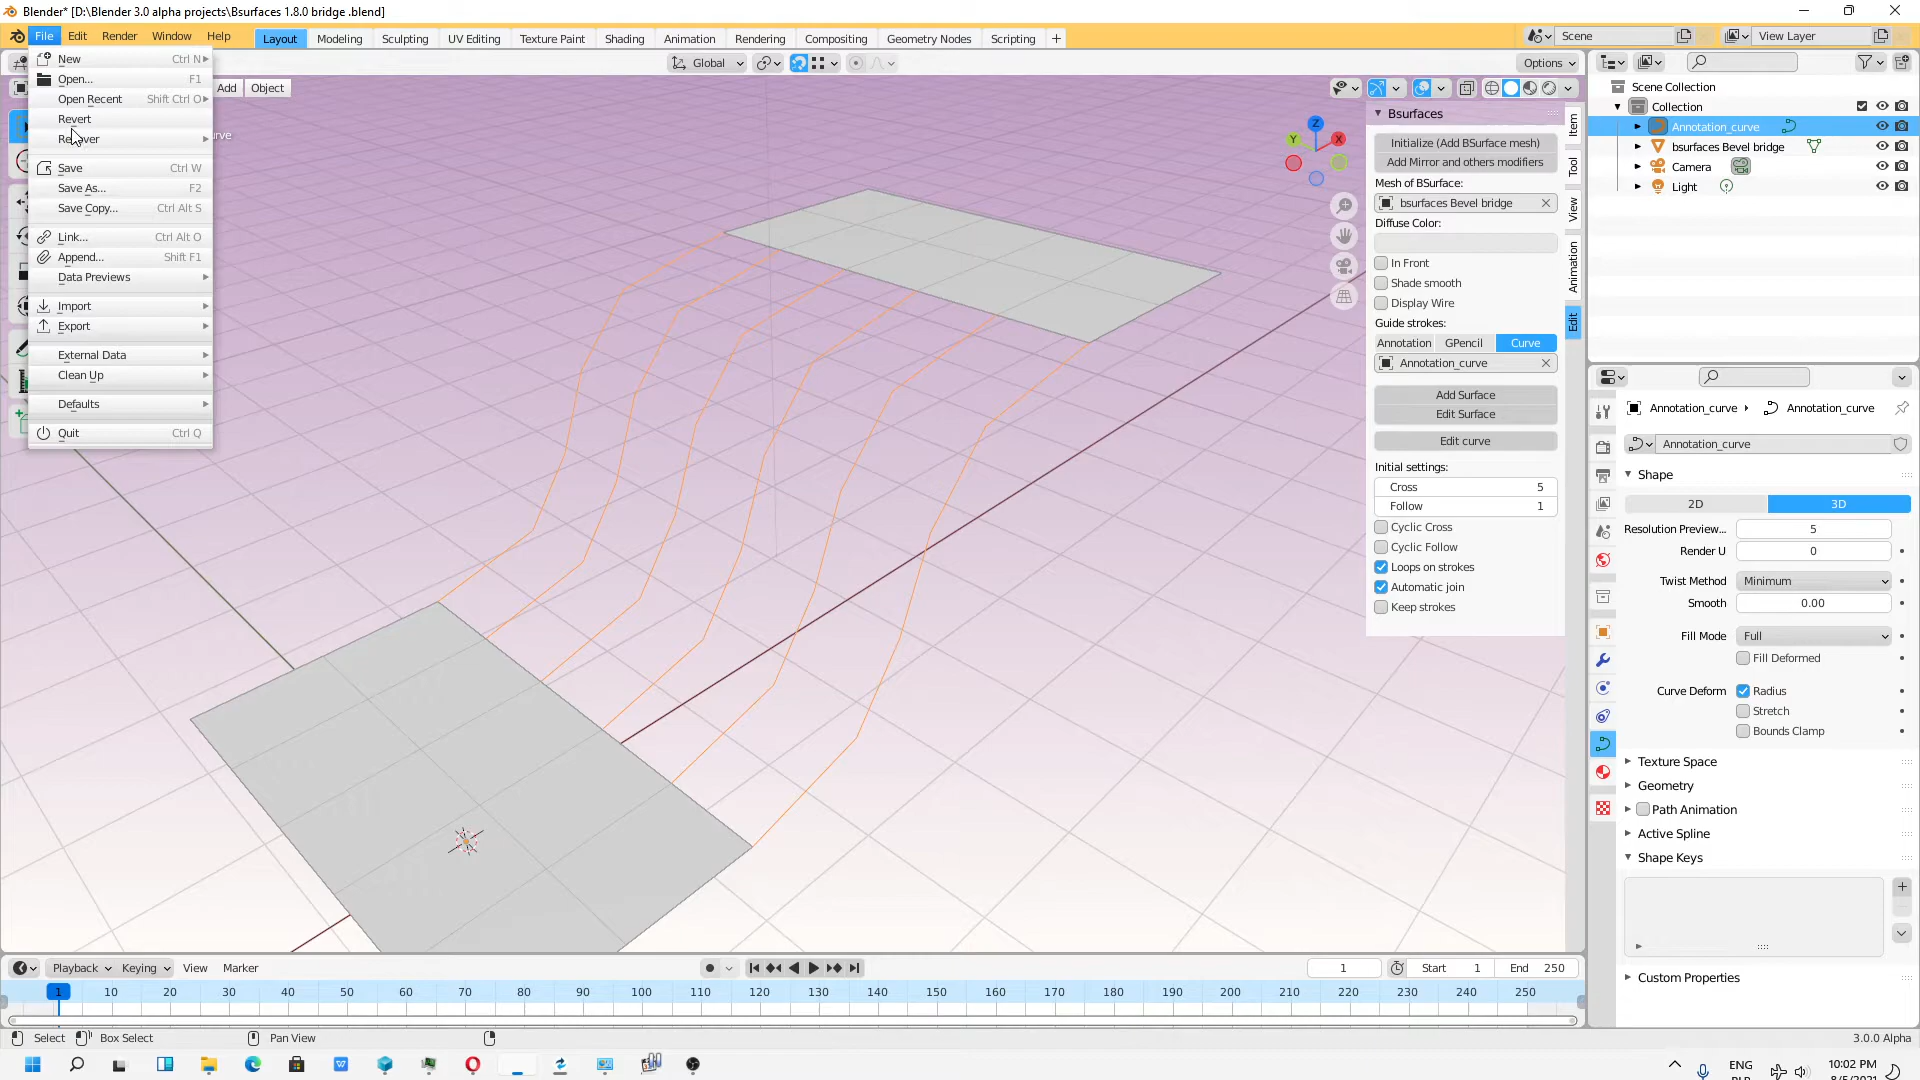 Blender* [D:\Blender 3.0 alpha projects\Bsurfaces 1.8.0 bridge .blend]
File Edit Render Window Help Layout Modeling Sculpting UV Editing Texture Paint Shading Animation Rendering Compositing Geometry Nodes Scripting + Scene View Layer
New Ctrl N
Open... F1
Open Recent Shift Ctrl O
Revert
Recover
Save Ctrl W
Save As... F2
Save Copy... Ctrl Alt S
Link... Ctrl Alt O
Append... Shift F1
Data Previews
Import
Export
External Data
Clean Up
Defaults
Quit Ctrl Q
Global Options
Add Object
Z
Y X
Bsurfaces
Initialize (Add BSurface mesh)
Add Mirror and others modifiers
Mesh of BSurface:
bsurfaces Bevel bridge
Diffuse Color:
In Front
Shade smooth
Display Wire
Guide strokes:
Annotation GPencil Curve
Annotation_curve
Add Surface
Edit Surface
Edit curve
Initial settings:
Cross 5
Follow 1
Cyclic Cross
Cyclic Follow
Loops on strokes
Automatic join
Keep strokes
Item
Tool
View
Animation
Edit
Scene Collection
Collection
Annotation_curve
bsurfaces Bevel bridge
Camera
Light
Annotation_curve Annotation_curve
Annotation_curve
Shape
2D 3D
Resolution Preview... 5
Render U 0
Twist Method Minimum
Smooth 0.00
Fill Mode Full
Fill Deformed
Curve Deform Radius
Stretch
Bounds Clamp
Texture Space
Geometry
Path Animation
Active Spline
Shape Keys
Custom Properties
Playback Keying View Marker 1 Start 1 End 250
1 10 20 30 40 50 60 70 80 90 100 110 120 130 140 150 160 170 180 190 200 210 220 230 240 250
Select Box Select Pan View 3.0.0 Alpha
ENG
10:02 PM